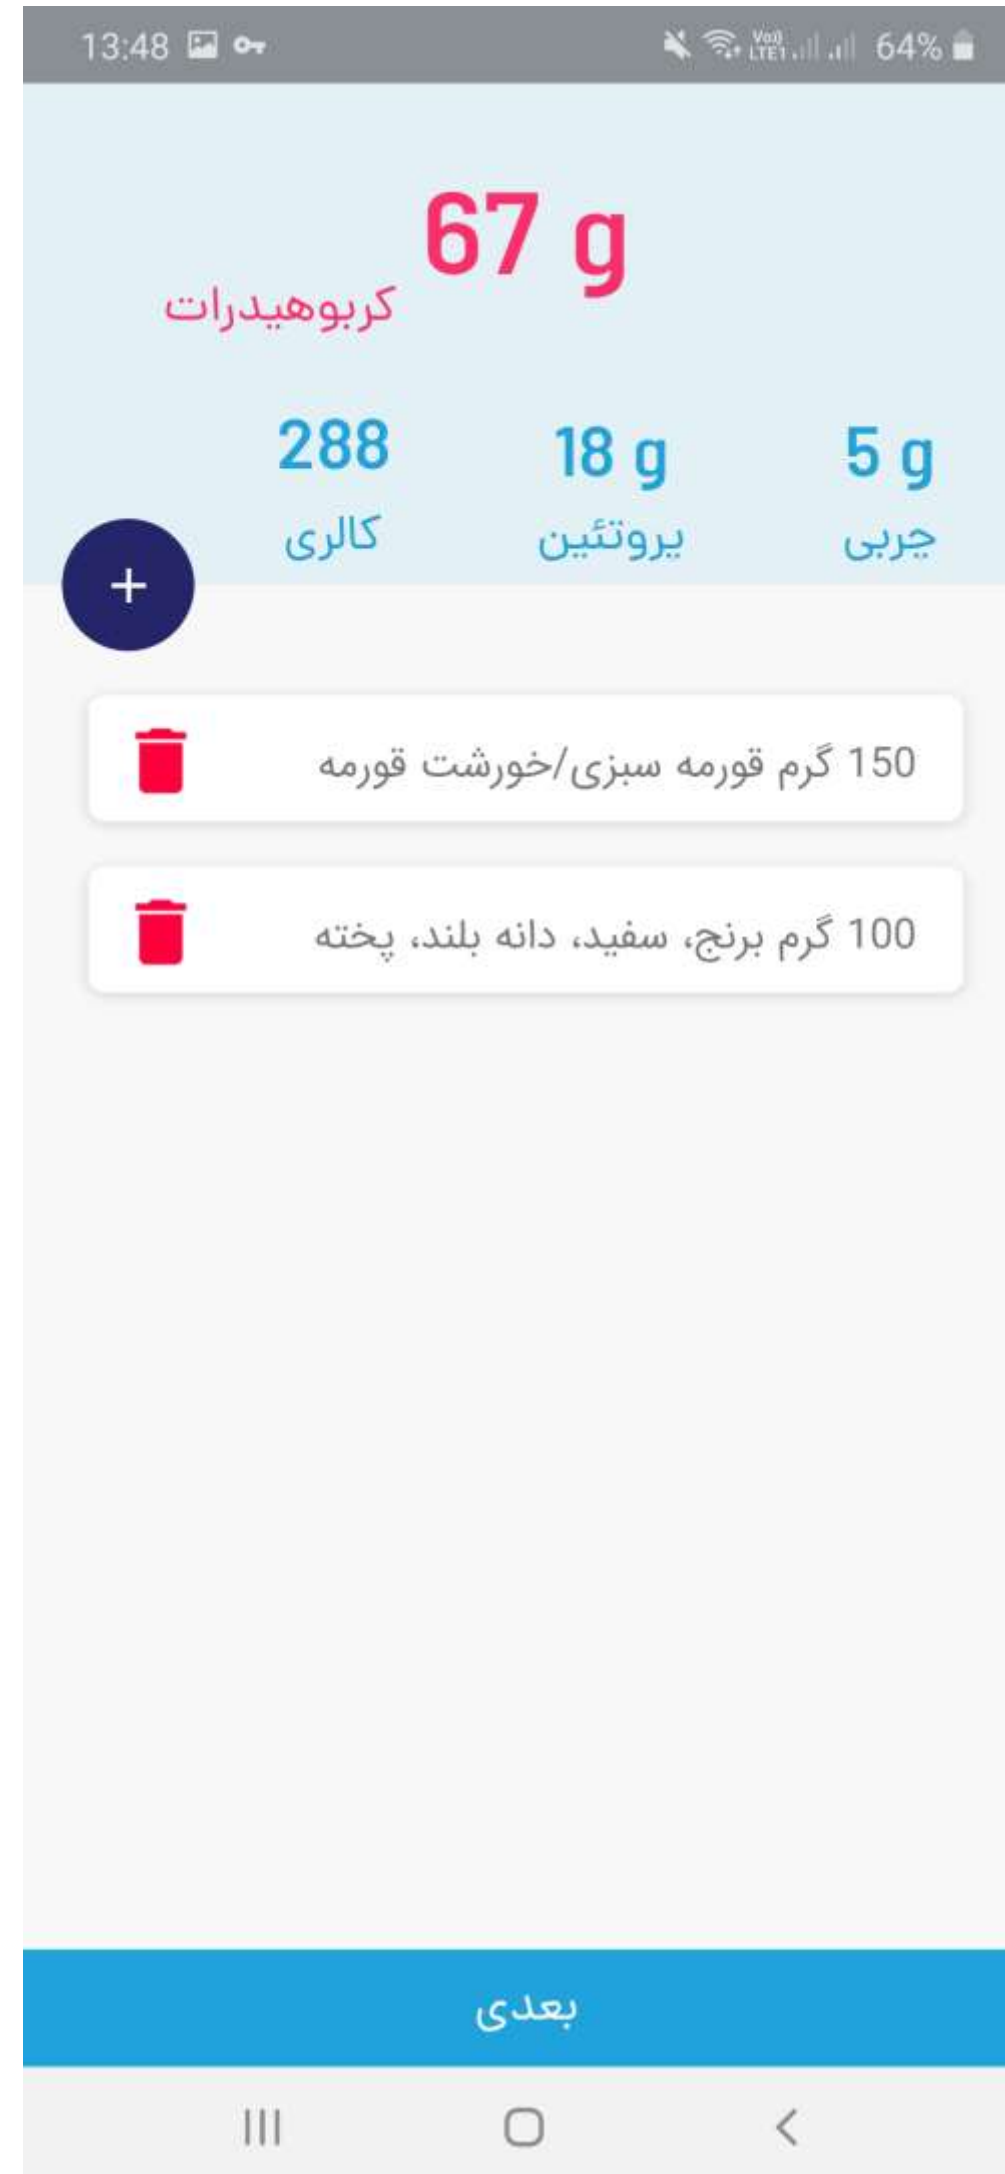 13:48
64%
67 g
کربوهیدرات
5 g
چربی
18 g
پروتئین
288
کالری
+
150 گرم قورمه سبزی/خورشت قورمه
100 گرم برنج، سفید، دانه بلند، پخته
بعدی